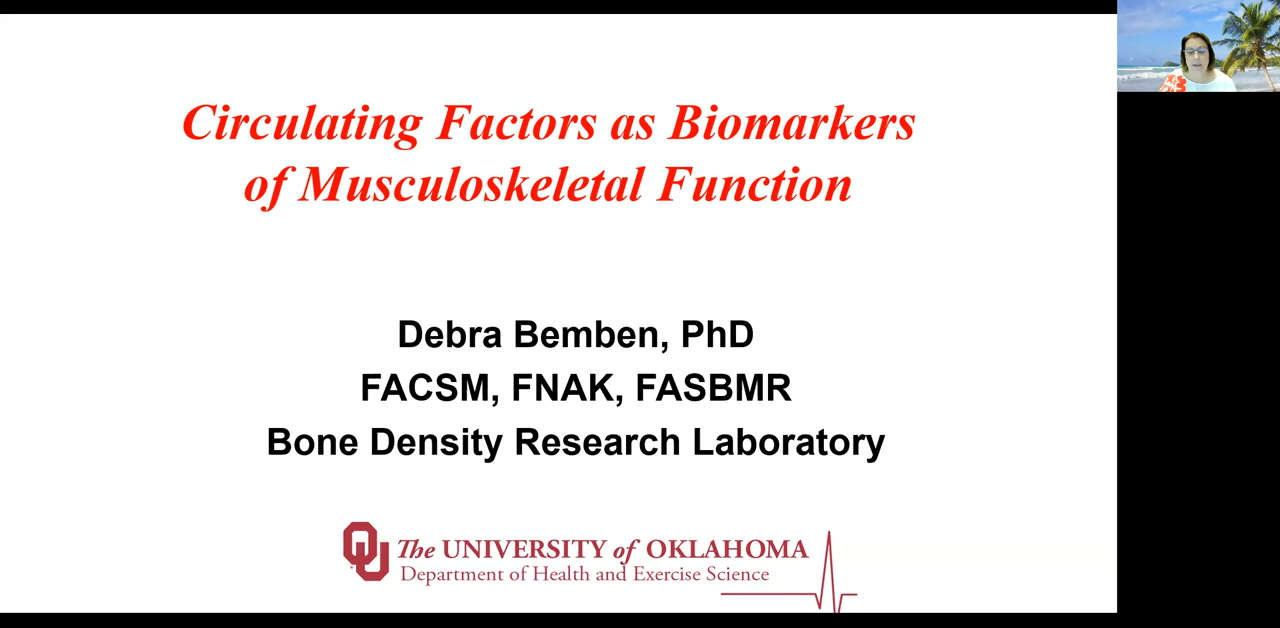 Circulating Factors as Biomarkers
of Musculoskeletal Function
Debra Bemben, PhD
FACSM, FNAK, FASBMR
Bone Density Research Laboratory
The UNIVERSITY of OKLAHOMA
Department of Health and Exercise Science